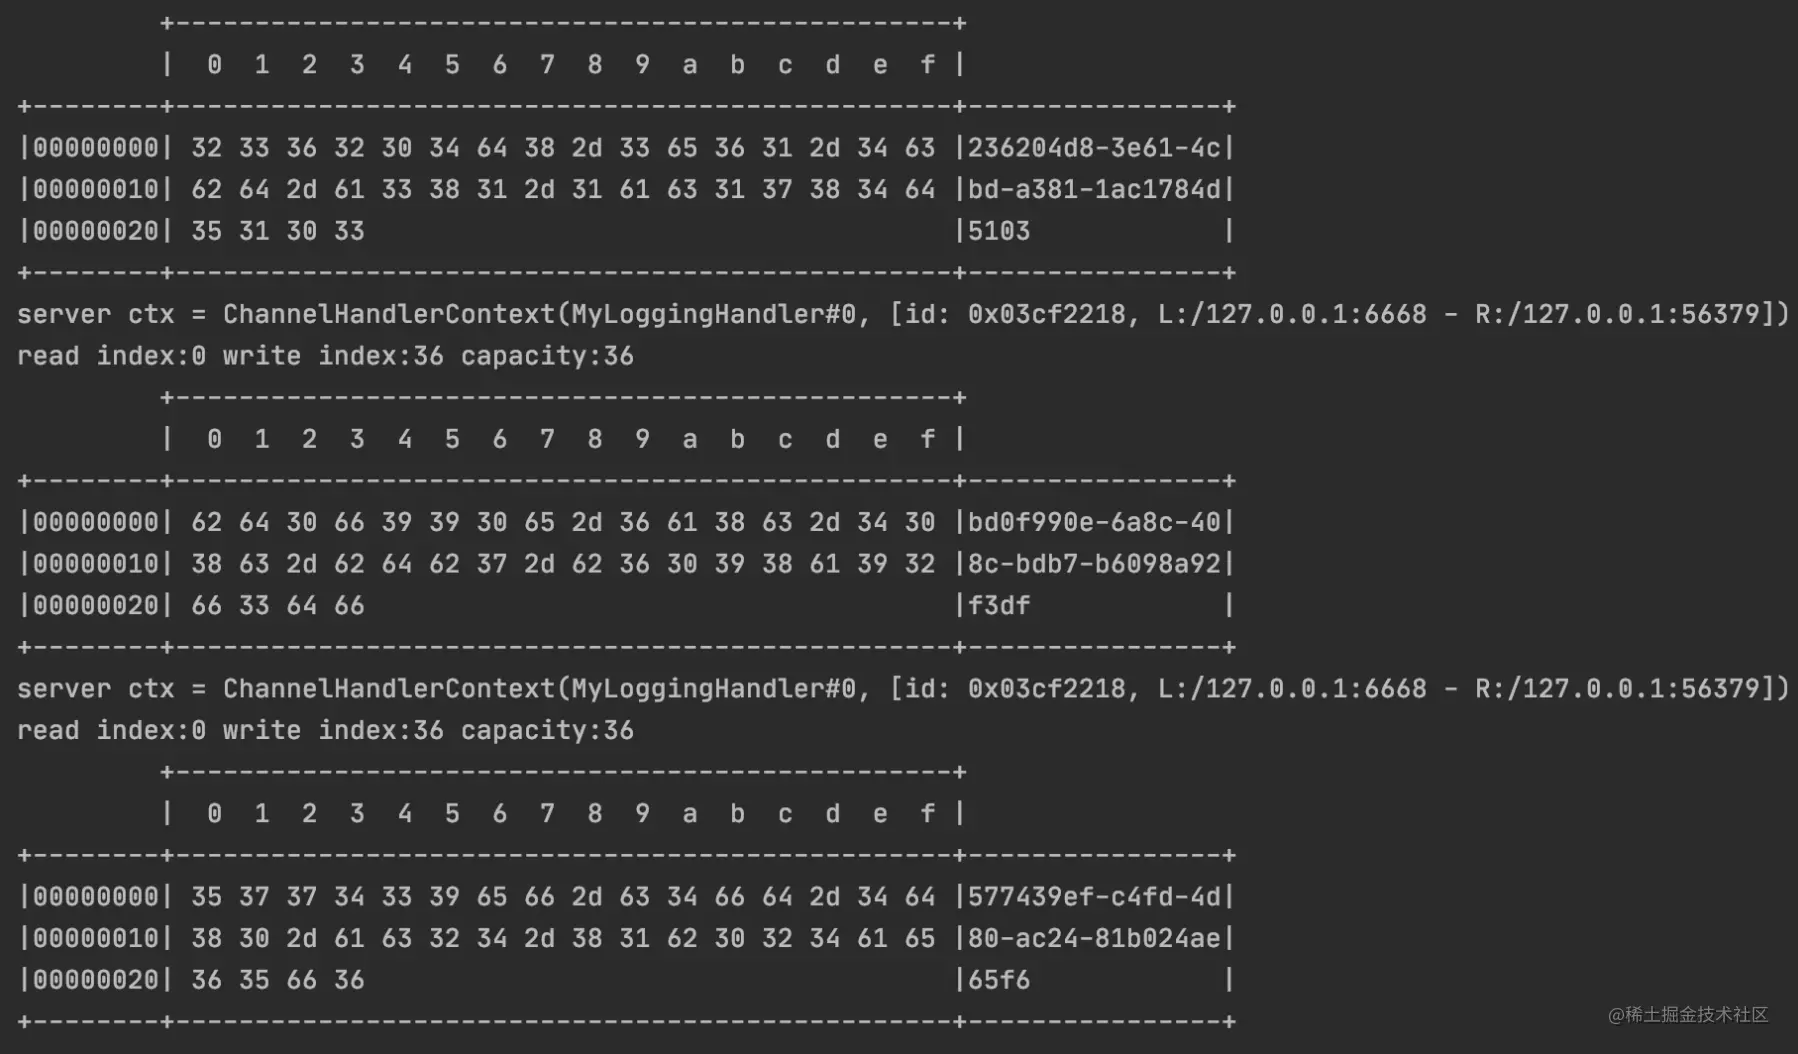 +-------------------------------------------------+
         |  0  1  2  3  4  5  6  7  8  9  a  b  c  d  e  f |
+--------+-------------------------------------------------+----------------+
|00000000| 32 33 36 32 30 34 64 38 2d 33 65 36 31 2d 34 63 |236204d8-3e61-4c|
|00000010| 62 64 2d 61 33 38 31 2d 31 61 63 31 37 38 34 64 |bd-a381-1ac1784d|
|00000020| 35 31 30 33                                     |5103            |
+--------+-------------------------------------------------+----------------+
server ctx = ChannelHandlerContext(MyLoggingHandler#0, [id: 0x03cf2218, L:/127.0.0.1:6668 - R:/127.0.0.1:56379])
read index:0 write index:36 capacity:36
         +-------------------------------------------------+
         |  0  1  2  3  4  5  6  7  8  9  a  b  c  d  e  f |
+--------+-------------------------------------------------+----------------+
|00000000| 62 64 30 66 39 39 30 65 2d 36 61 38 63 2d 34 30 |bd0f990e-6a8c-40|
|00000010| 38 63 2d 62 64 62 37 2d 62 36 30 39 38 61 39 32 |8c-bdb7-b6098a92|
|00000020| 66 33 64 66                                     |f3df            |
+--------+-------------------------------------------------+----------------+
server ctx = ChannelHandlerContext(MyLoggingHandler#0, [id: 0x03cf2218, L:/127.0.0.1:6668 - R:/127.0.0.1:56379])
read index:0 write index:36 capacity:36
         +-------------------------------------------------+
         |  0  1  2  3  4  5  6  7  8  9  a  b  c  d  e  f |
+--------+-------------------------------------------------+----------------+
|00000000| 35 37 37 34 33 39 65 66 2d 63 34 66 64 2d 34 64 |577439ef-c4fd-4d|
|00000010| 38 30 2d 61 63 32 34 2d 38 31 62 30 32 34 61 65 |80-ac24-81b024ae|
|00000020| 36 35 66 36                                     |65f6            |
+--------+-------------------------------------------------+----------------+
@稀土掘金技术社区